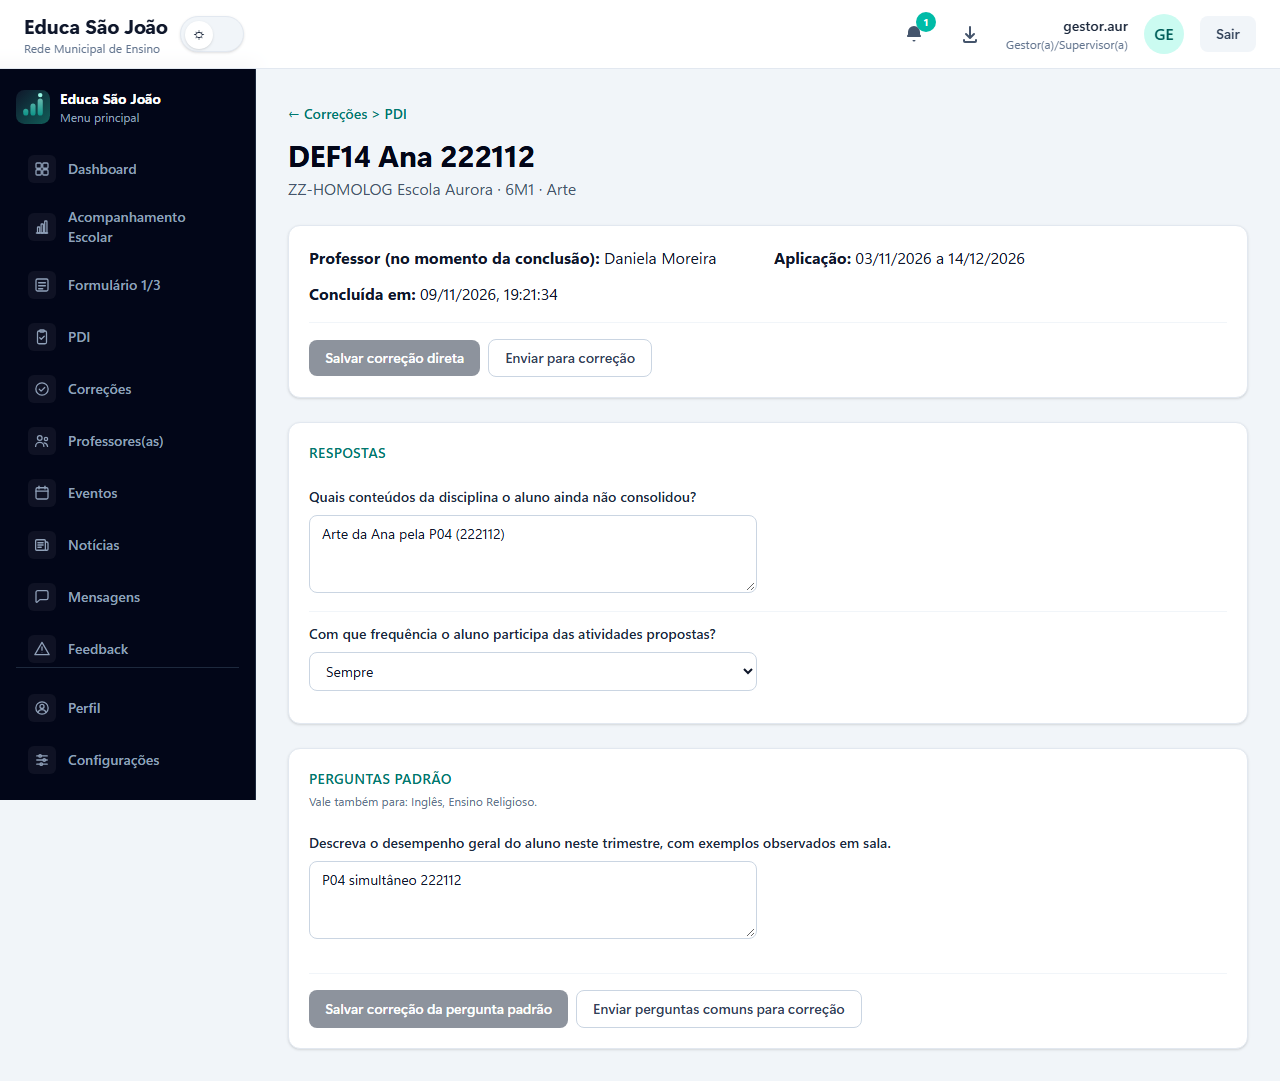 Educa São João
Rede Municipal de Ensino
1
gestor.aur
Gestor(a)/Supervisor(a)
GE
Sair
Educa São João
Menu principal
Dashboard
Acompanhamento
Escolar
Formulário 1/3
PDI
Correções
Professores(as)
Eventos
Notícias
Mensagens
Feedback
Perfil
Configurações
← Correções > PDI
DEF14 Ana 222112
ZZ-HOMOLOG Escola Aurora · 6M1 · Arte
Professor (no momento da conclusão): Daniela Moreira
Aplicação: 03/11/2026 a 14/12/2026
Concluída em: 09/11/2026, 19:21:34
Salvar correção direta
Enviar para correção
RESPOSTAS
Quais conteúdos da disciplina o aluno ainda não consolidou?
Arte da Ana pela P04 (222112)
Com que frequência o aluno participa das atividades propostas?
Sempre
PERGUNTAS PADRÃO
Vale também para: Inglês, Ensino Religioso.
Descreva o desempenho geral do aluno neste trimestre, com exemplos observados em sala.
P04 simultâneo 222112
Salvar correção da pergunta padrão
Enviar perguntas comuns para correção